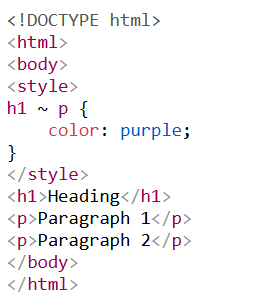 <!DOCTYPE html>
<html>
<body>
<style>
h1 ~ p {
    color: purple;
}
</style>
<h1>Heading</h1>
<p>Paragraph 1</p>
<p>Paragraph 2</p>
</body>
</html>